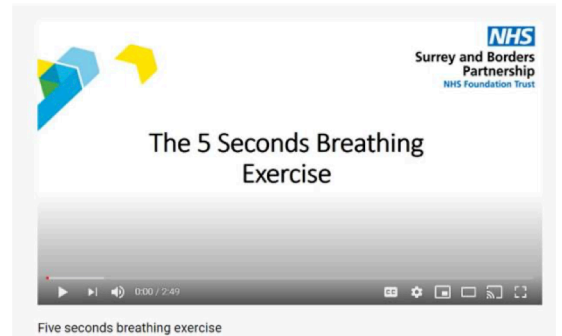 NHS
Surrey and Borders
Partnership
NHS Foundation Trust
The 5 Seconds Breathing
Exercise
0:00 / 2:49
CC
Five seconds breathing exercise